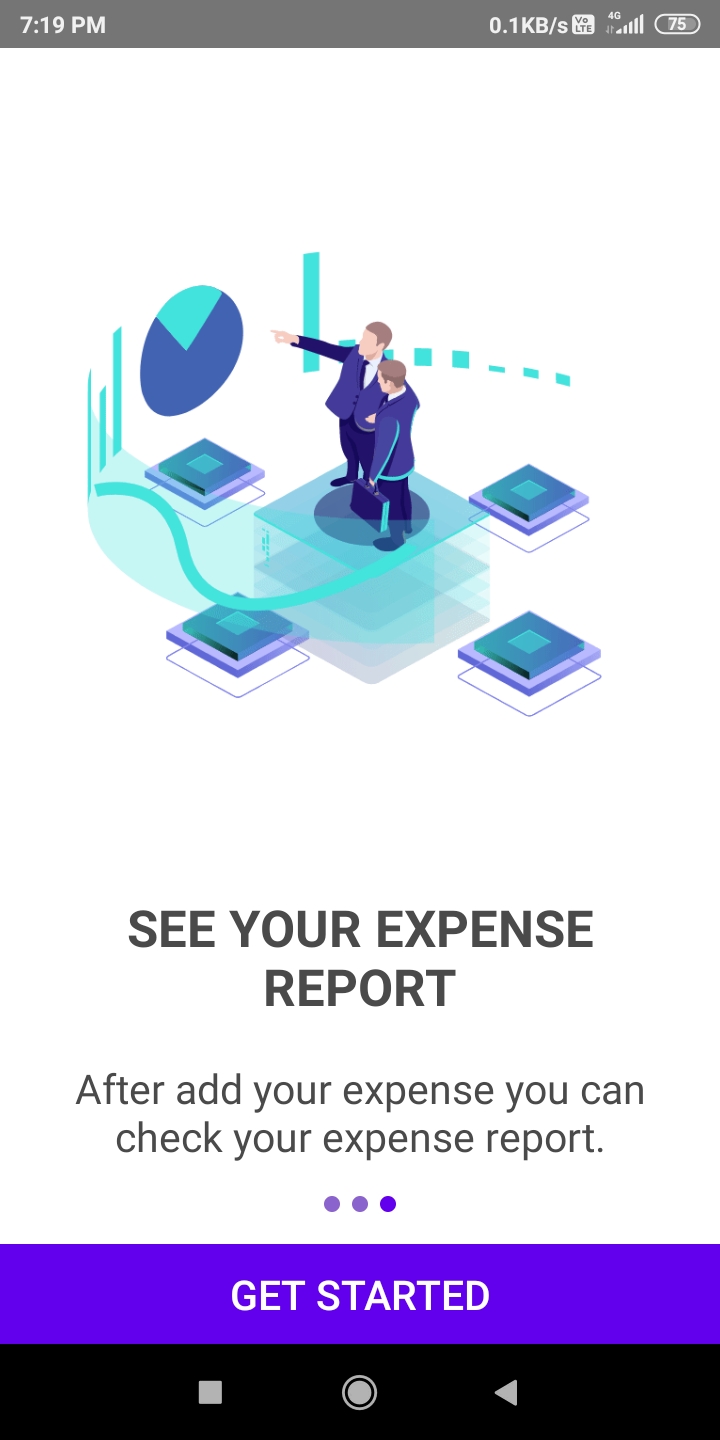 7:19 PM 0.1KB/s Vo LTE 4G 75
SEE YOUR EXPENSE
REPORT
After add your expense you can
check your expense report.
GET STARTED